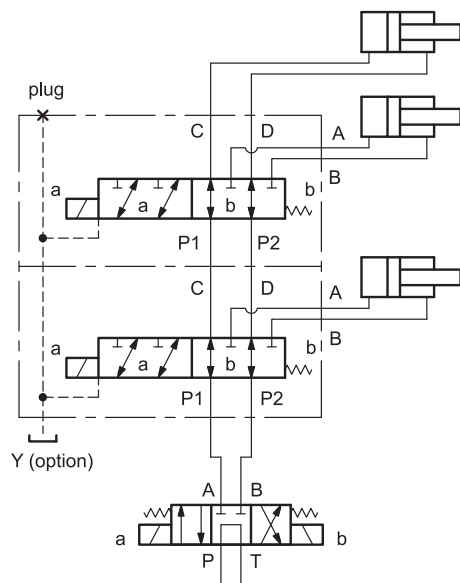 plug
C D A
a a b b
B
P1 P2
C D A
a a b b
B
P1 P2
Y (option)
A B
a b
P T